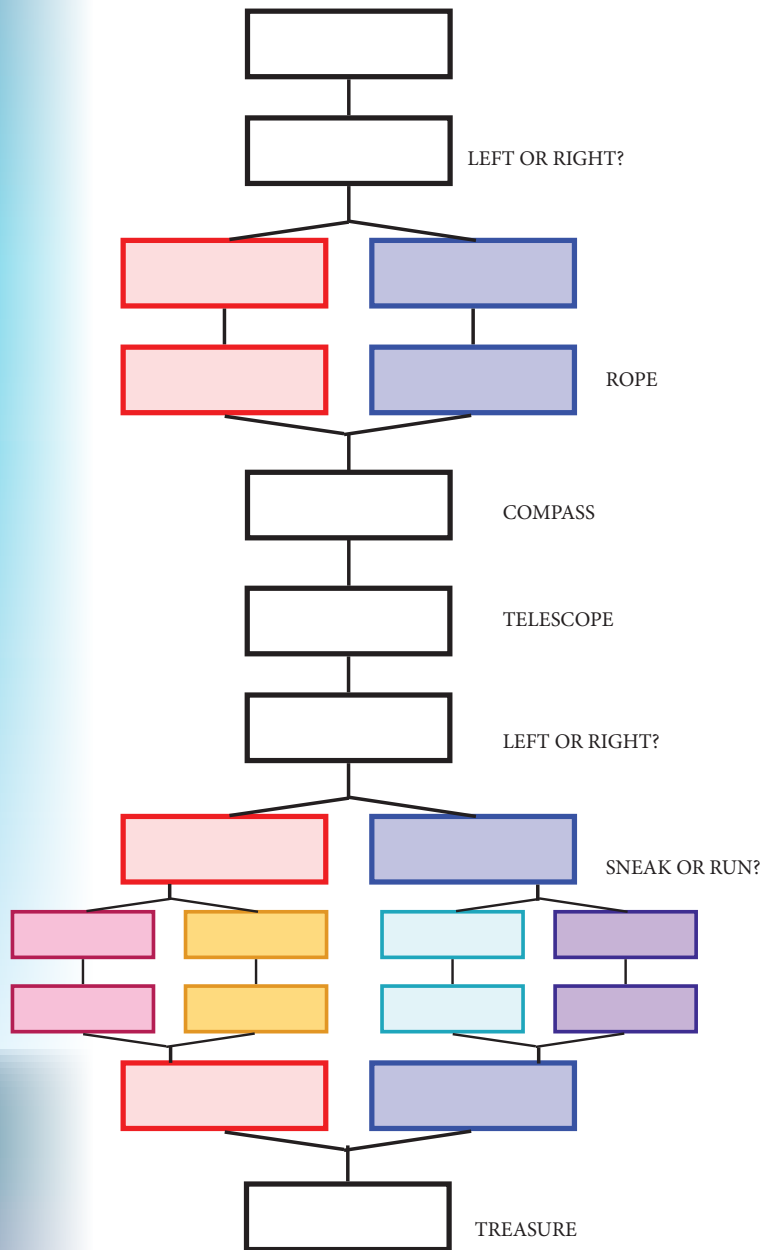 LEFT OR RIGHT?
ROPE
COMPASS
TELESCOPE
LEFT OR RIGHT?
SNEAK OR RUN?
TREASURE